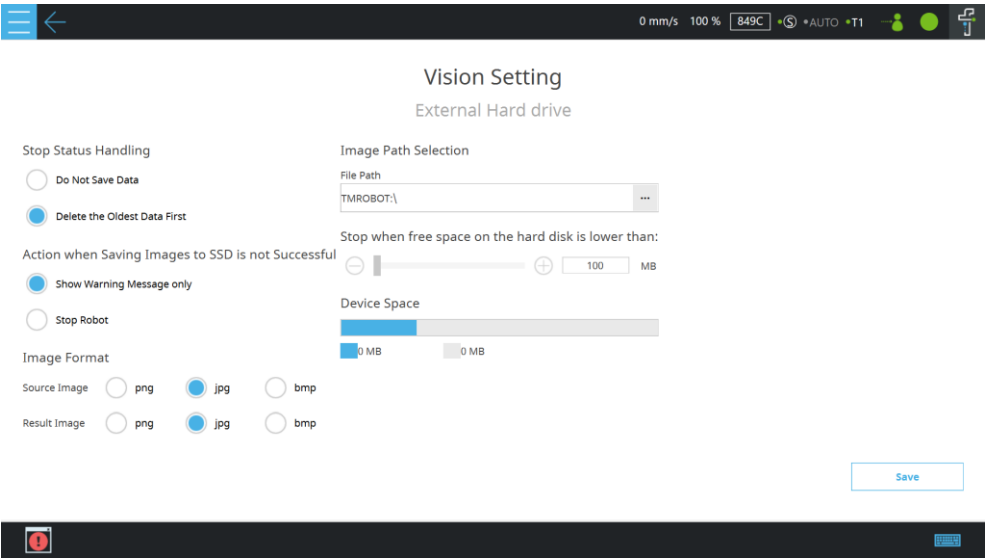 0 mm/s 100 % 849C S AUTO T1
Vision Setting
External Hard drive
Stop Status Handling
Do Not Save Data
Delete the Oldest Data First
Action when Saving Images to SSD is not Successful
Show Warning Message only
Stop Robot
Image Format
Source Image png jpg bmp
Result Image png jpg bmp
Image Path Selection
File Path
TMROBOT:\ ...
Stop when free space on the hard disk is lower than:
100 MB
Device Space
0 MB 0 MB
Save